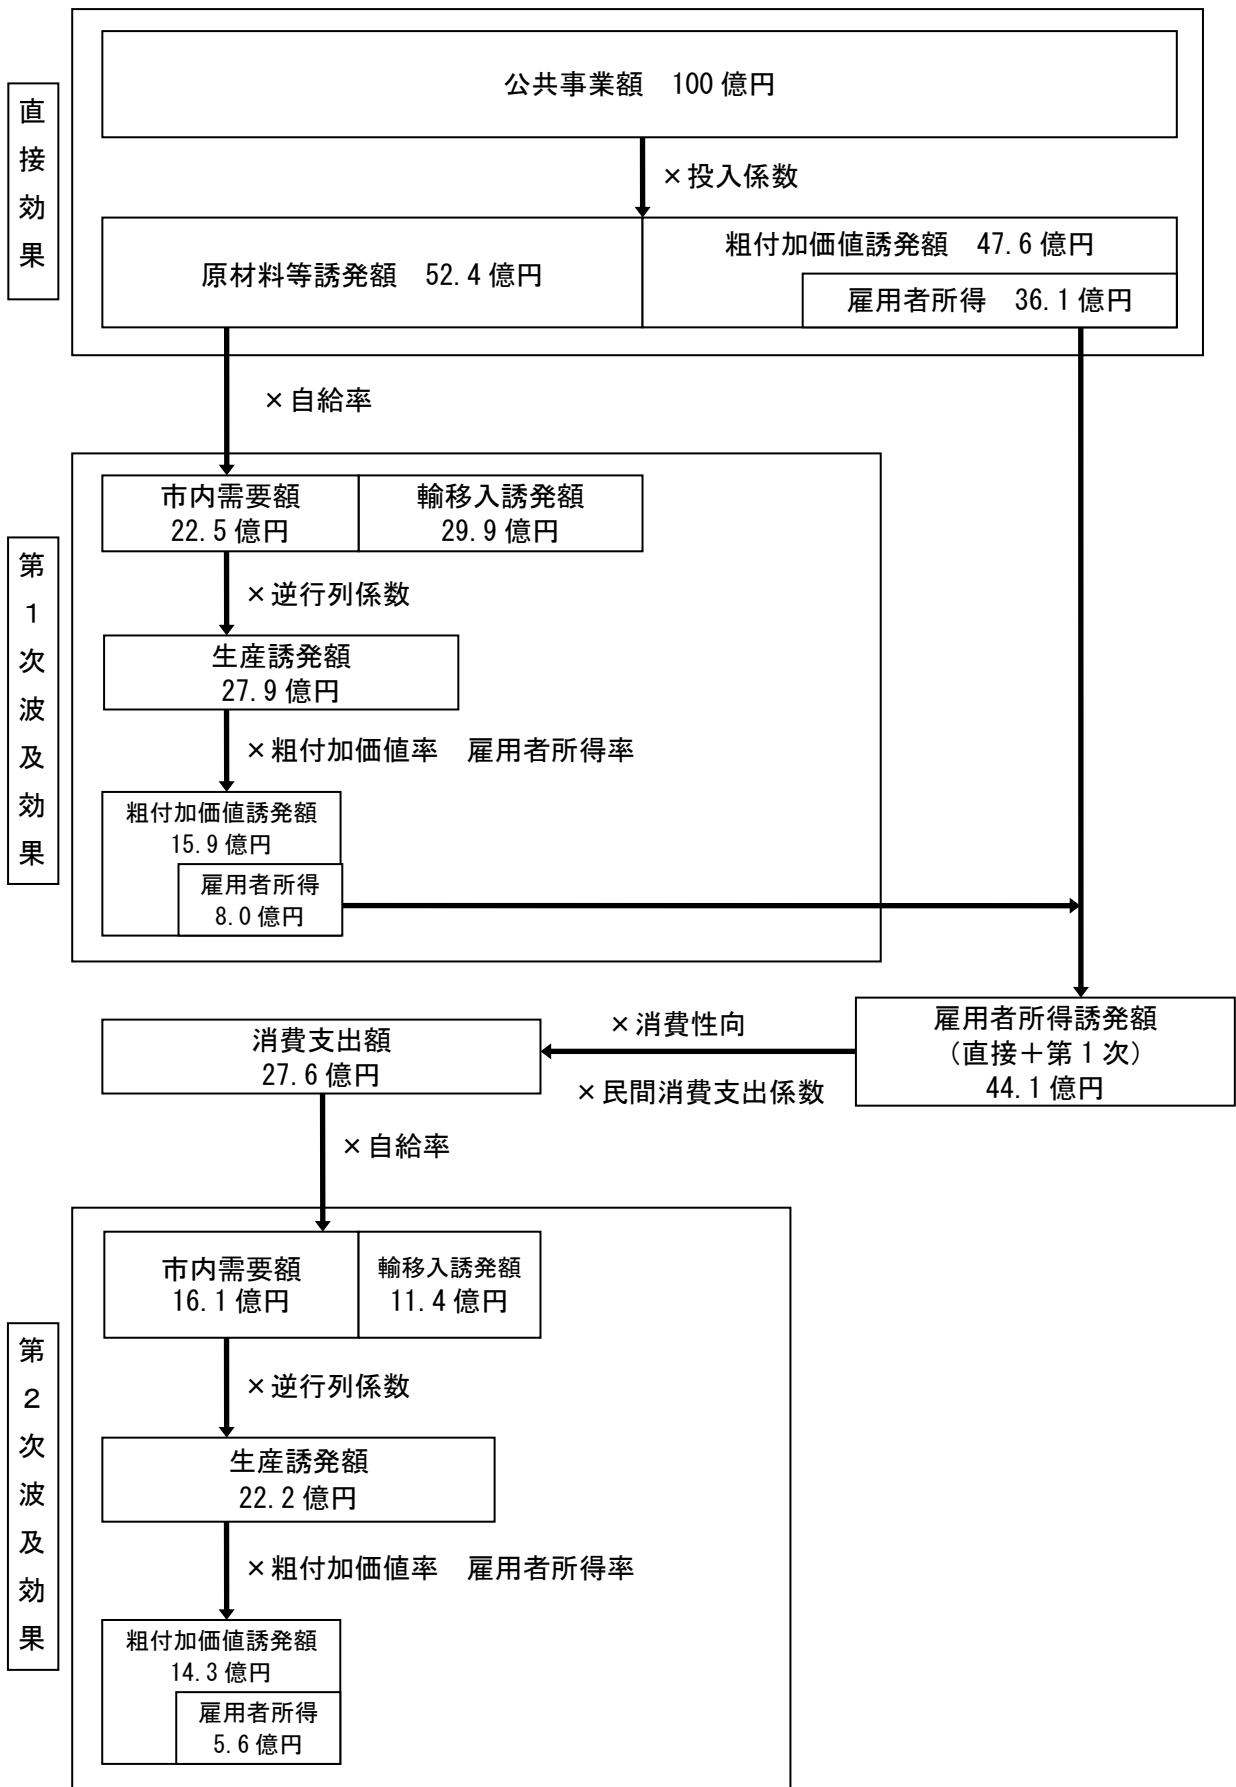 直接効果
公共事業額　100 億円
×投入係数
原材料等誘発額　52.4 億円
粗付加価値誘発額　47.6 億円
雇用者所得　36.1 億円
×自給率
第１次波及効果
市内需要額
22.5 億円
輸移入誘発額
29.9 億円
×逆行列係数
生産誘発額
27.9 億円
×粗付加価値率　雇用者所得率
粗付加価値誘発額
15.9 億円
雇用者所得
8.0 億円
雇用者所得誘発額
（直接＋第１次）
44.1 億円
×消費性向
×民間消費支出係数
消費支出額
27.6 億円
×自給率
第２次波及効果
市内需要額
16.1 億円
輸移入誘発額
11.4 億円
×逆行列係数
生産誘発額
22.2 億円
×粗付加価値率　雇用者所得率
粗付加価値誘発額
14.3 億円
雇用者所得
5.6 億円